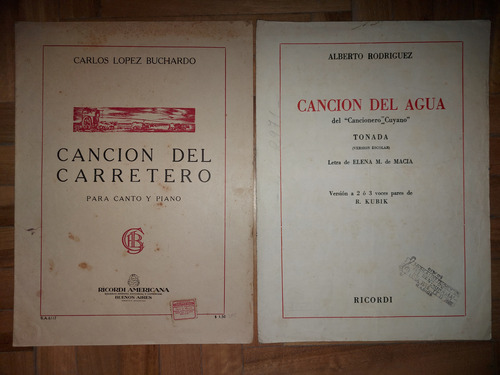 CARLOS LOPEZ BUCHARDO
CANCION DEL
CARRETERO
PARA CANTO Y PIANO
RICORDI AMERICANA
BUENOS AIRES
ALBERTO RODRIGUEZ
CANCION DEL AGUA
del "Cancionero Cuyano"
TONADA
(VERSION ESCOLAR)
Letra de ELENA M. de MACIA
Versión a 2 ó 3 voces pares de
R. KUBIK
RICORDI